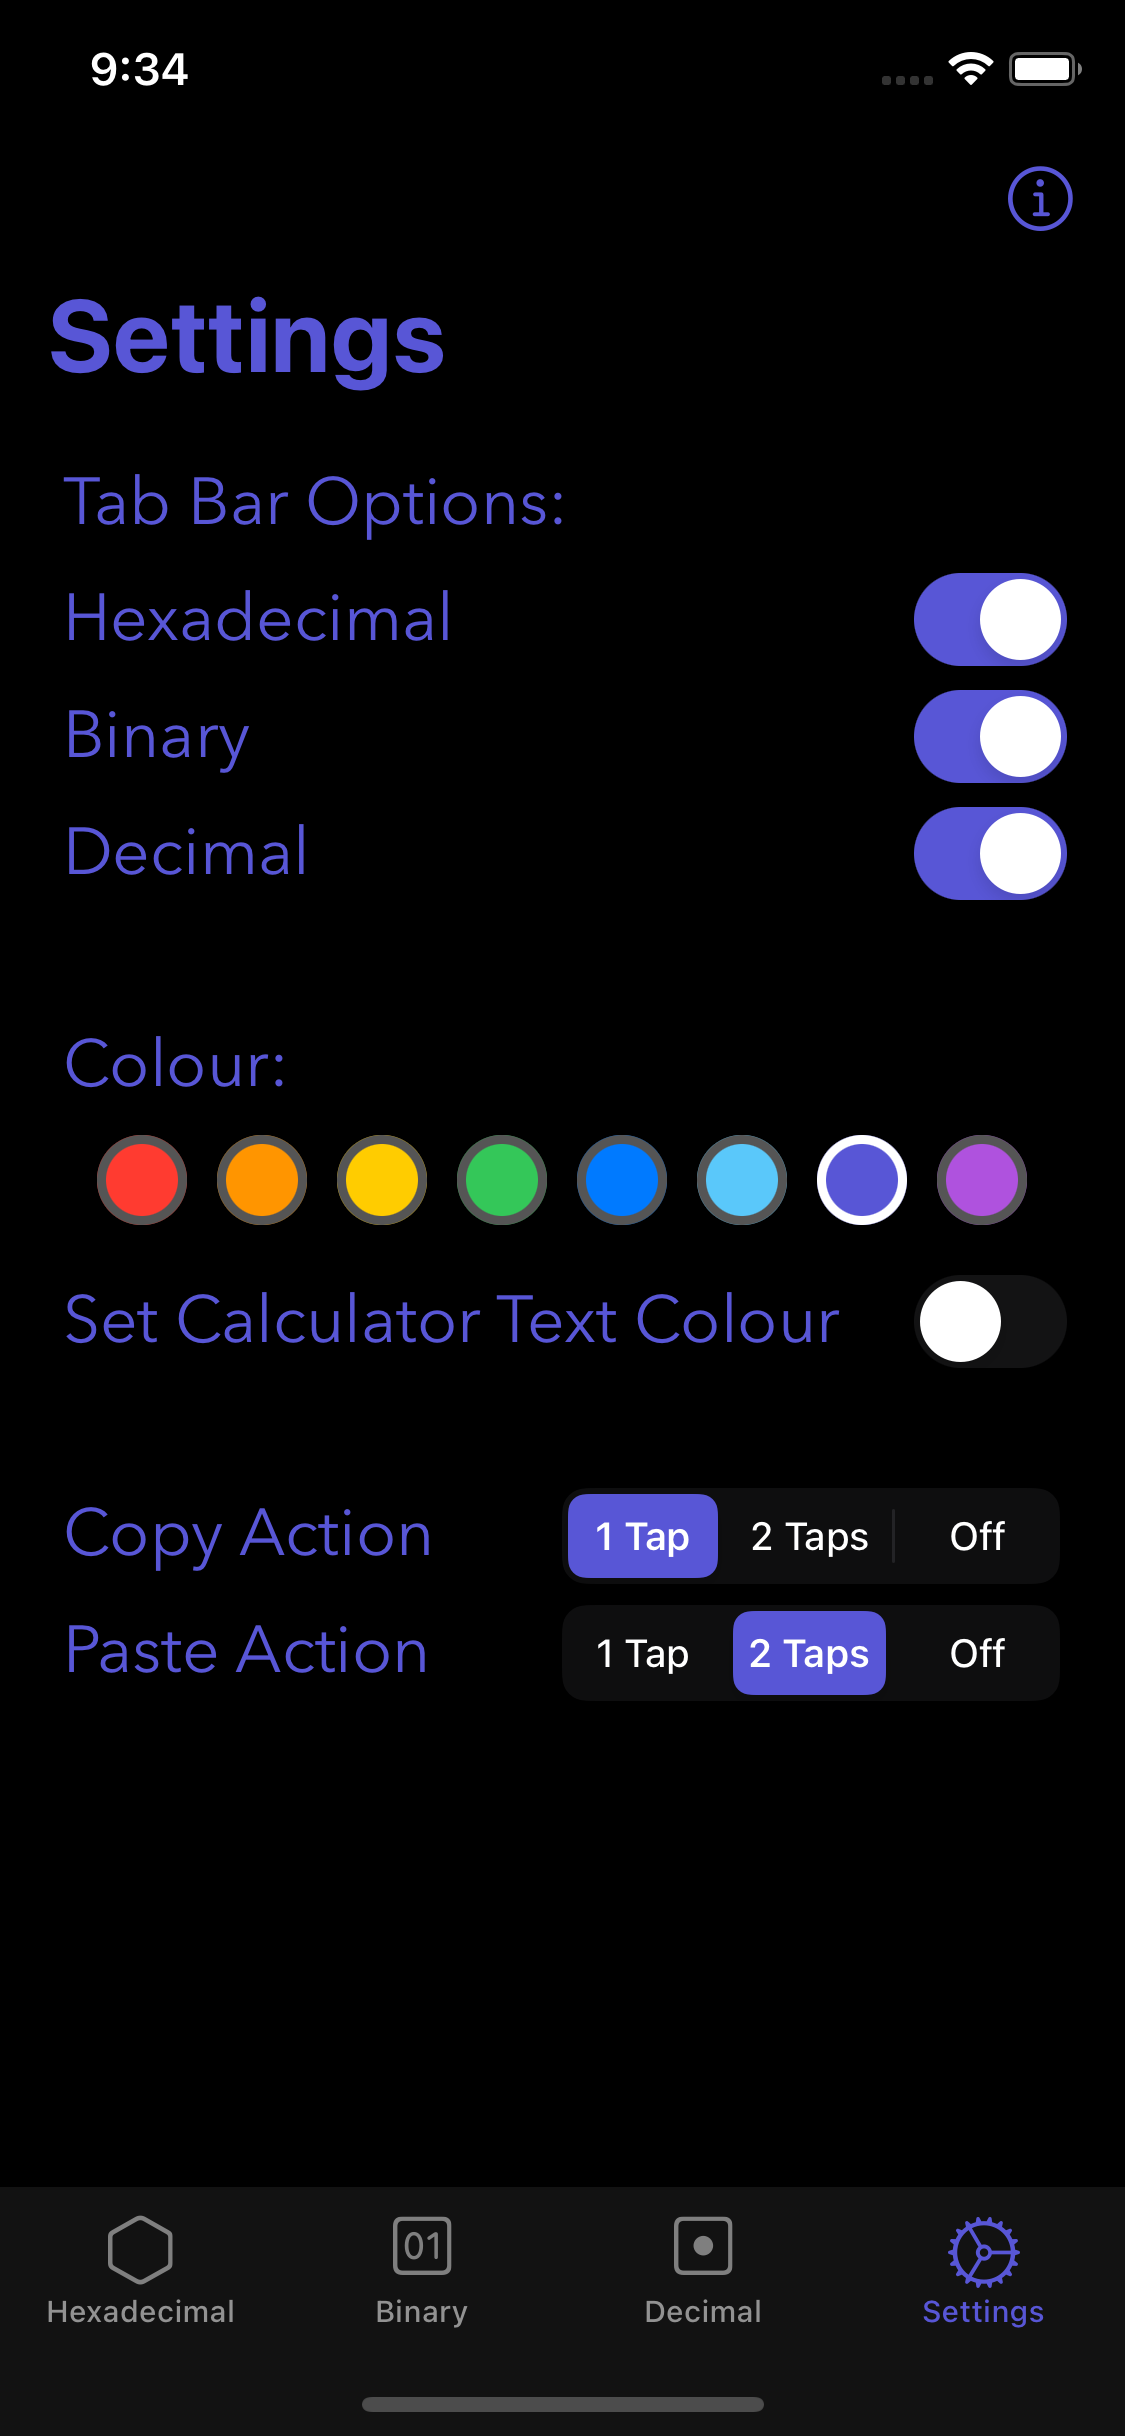 9:34
Settings
Tab Bar Options:
Hexadecimal
Binary
Decimal
Colour:
Set Calculator Text Colour
Copy Action 1 Tap 2 Taps Off
Paste Action 1 Tap 2 Taps Off
01
Hexadecimal Binary Decimal Settings